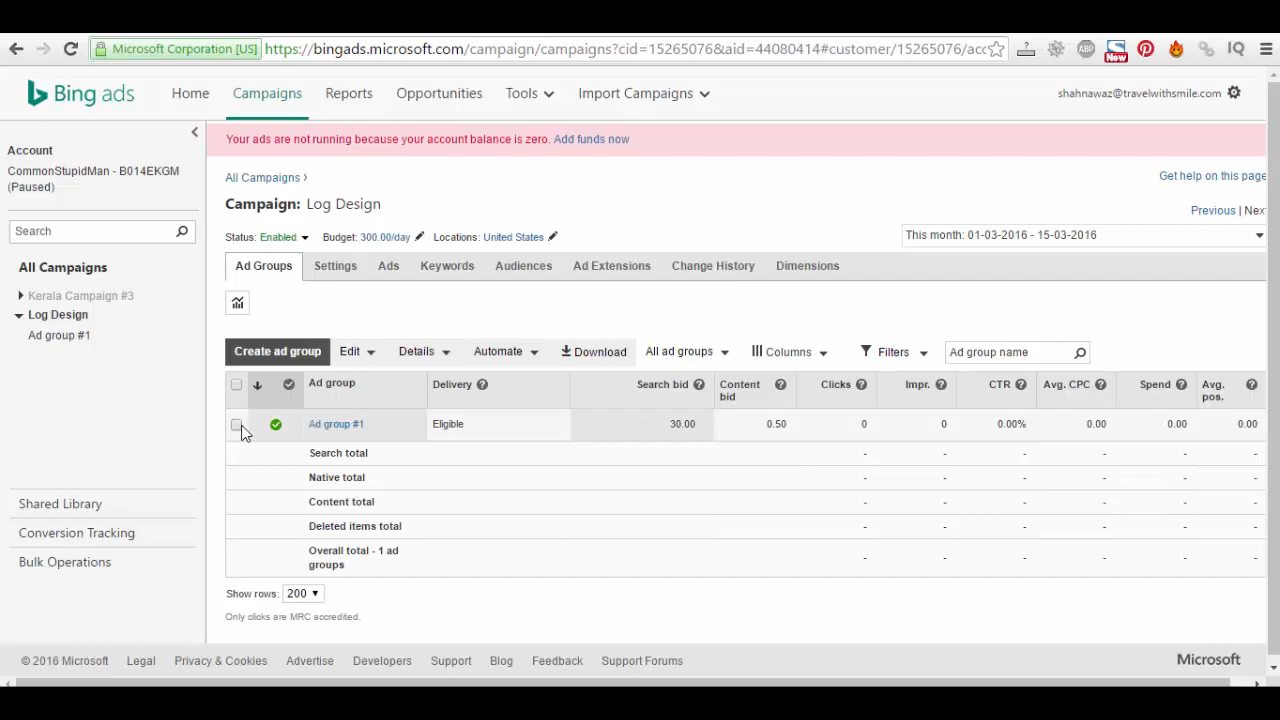 Microsoft Corporation [US]
https://bingads.microsoft.com/campaign/campaigns?cid=15265076&aid=44080414#customer/15265076/acc
ABP
New
IQ
Bing ads
Home
Campaigns
Reports
Opportunities
Tools
Import Campaigns
shahnawaz@travelwithsmile.com
Account
CommonStupidMan - B014EKGM
(Paused)
Search
All Campaigns
Kerala Campaign #3
Log Design
Ad group #1
Shared Library
Conversion Tracking
Bulk Operations
Your ads are not running because your account balance is zero. Add funds now
All Campaigns ›
Get help on this page
Campaign: Log Design
Previous | Nex
Status: Enabled Budget: 300.00/day Locations: United States
This month: 01-03-2016 - 15-03-2016
Ad Groups Settings Ads Keywords Audiences Ad Extensions Change History Dimensions
Create ad group Edit Details Automate Download All ad groups Columns Filters Ad group name
Ad group Delivery Search bid Content bid Clicks Impr. CTR Avg. CPC Spend Avg. pos.
Ad group #1 Eligible 30.00 0.50 0 0 0.00% 0.00 0.00 0.00
Search total - - - - - -
Native total - - - - - -
Content total - - - - - -
Deleted items total - - - - - -
Overall total - 1 ad
groups - - - - - -
Show rows: 200
Only clicks are MRC accredited.
© 2016 Microsoft Legal Privacy & Cookies Advertise Developers Support Blog Feedback Support Forums
Microsoft